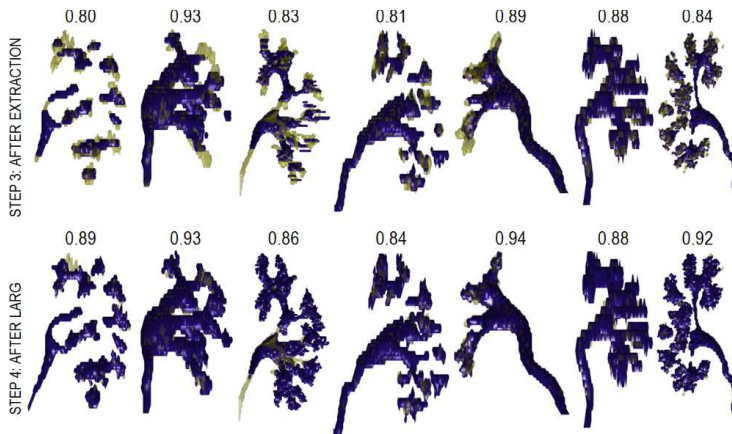 0.80 0.93 0.83 0.81 0.89 0.88 0.84
STEP 3: AFTER EXTRACTION
0.89 0.93 0.86 0.84 0.94 0.88 0.92
STEP 4: AFTER LARG